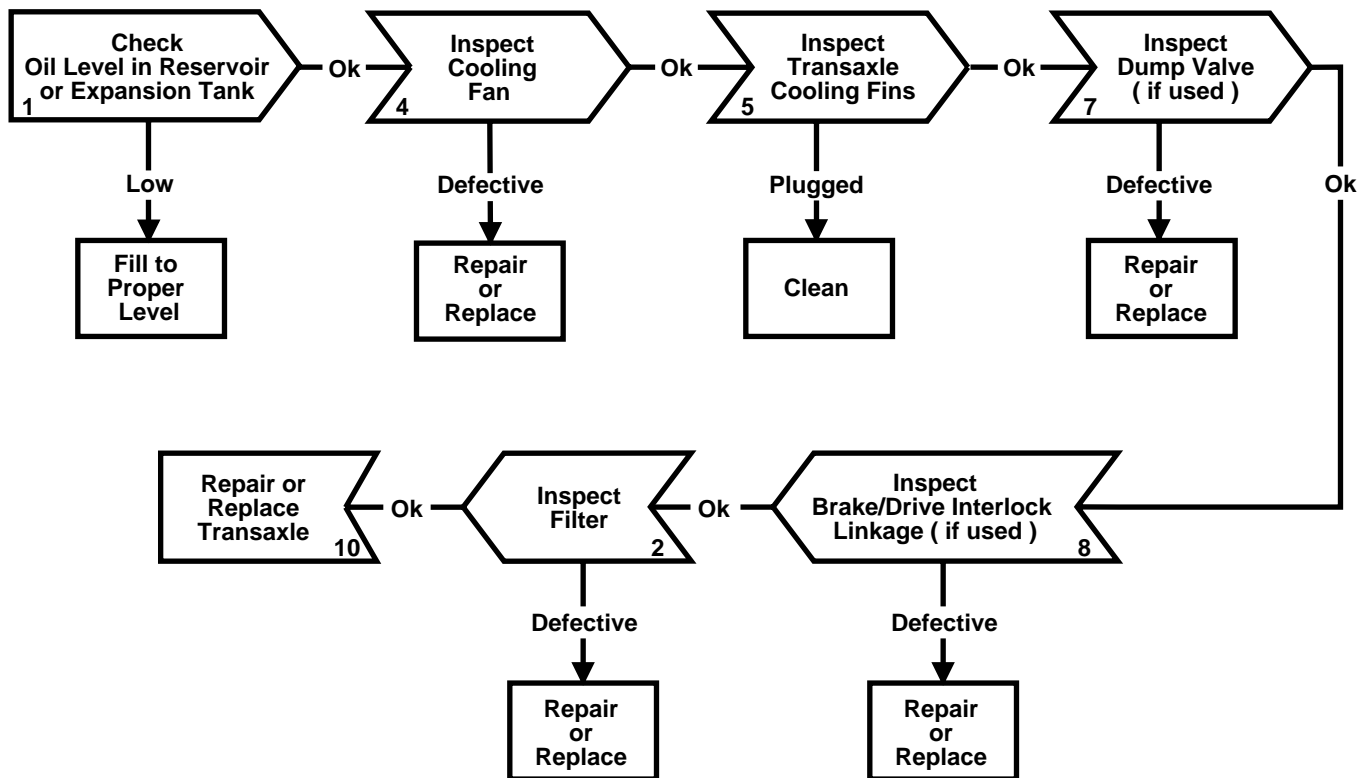 Check
Oil Level in Reservoir
or Expansion Tank
1
Ok
Inspect
Cooling
Fan
4
Ok
Inspect
Transaxle
Cooling Fins
5
Ok
Inspect
Dump Valve
( if used )
7
Low
Defective
Plugged
Defective
Ok
Fill to
Proper
Level
Repair
or
Replace
Clean
Repair
or
Replace
Repair or
Replace
Transaxle
10
Ok
Inspect
Filter
2
Ok
Inspect
Brake/Drive Interlock
Linkage ( if used )
8
Defective
Defective
Repair
or
Replace
Repair
or
Replace